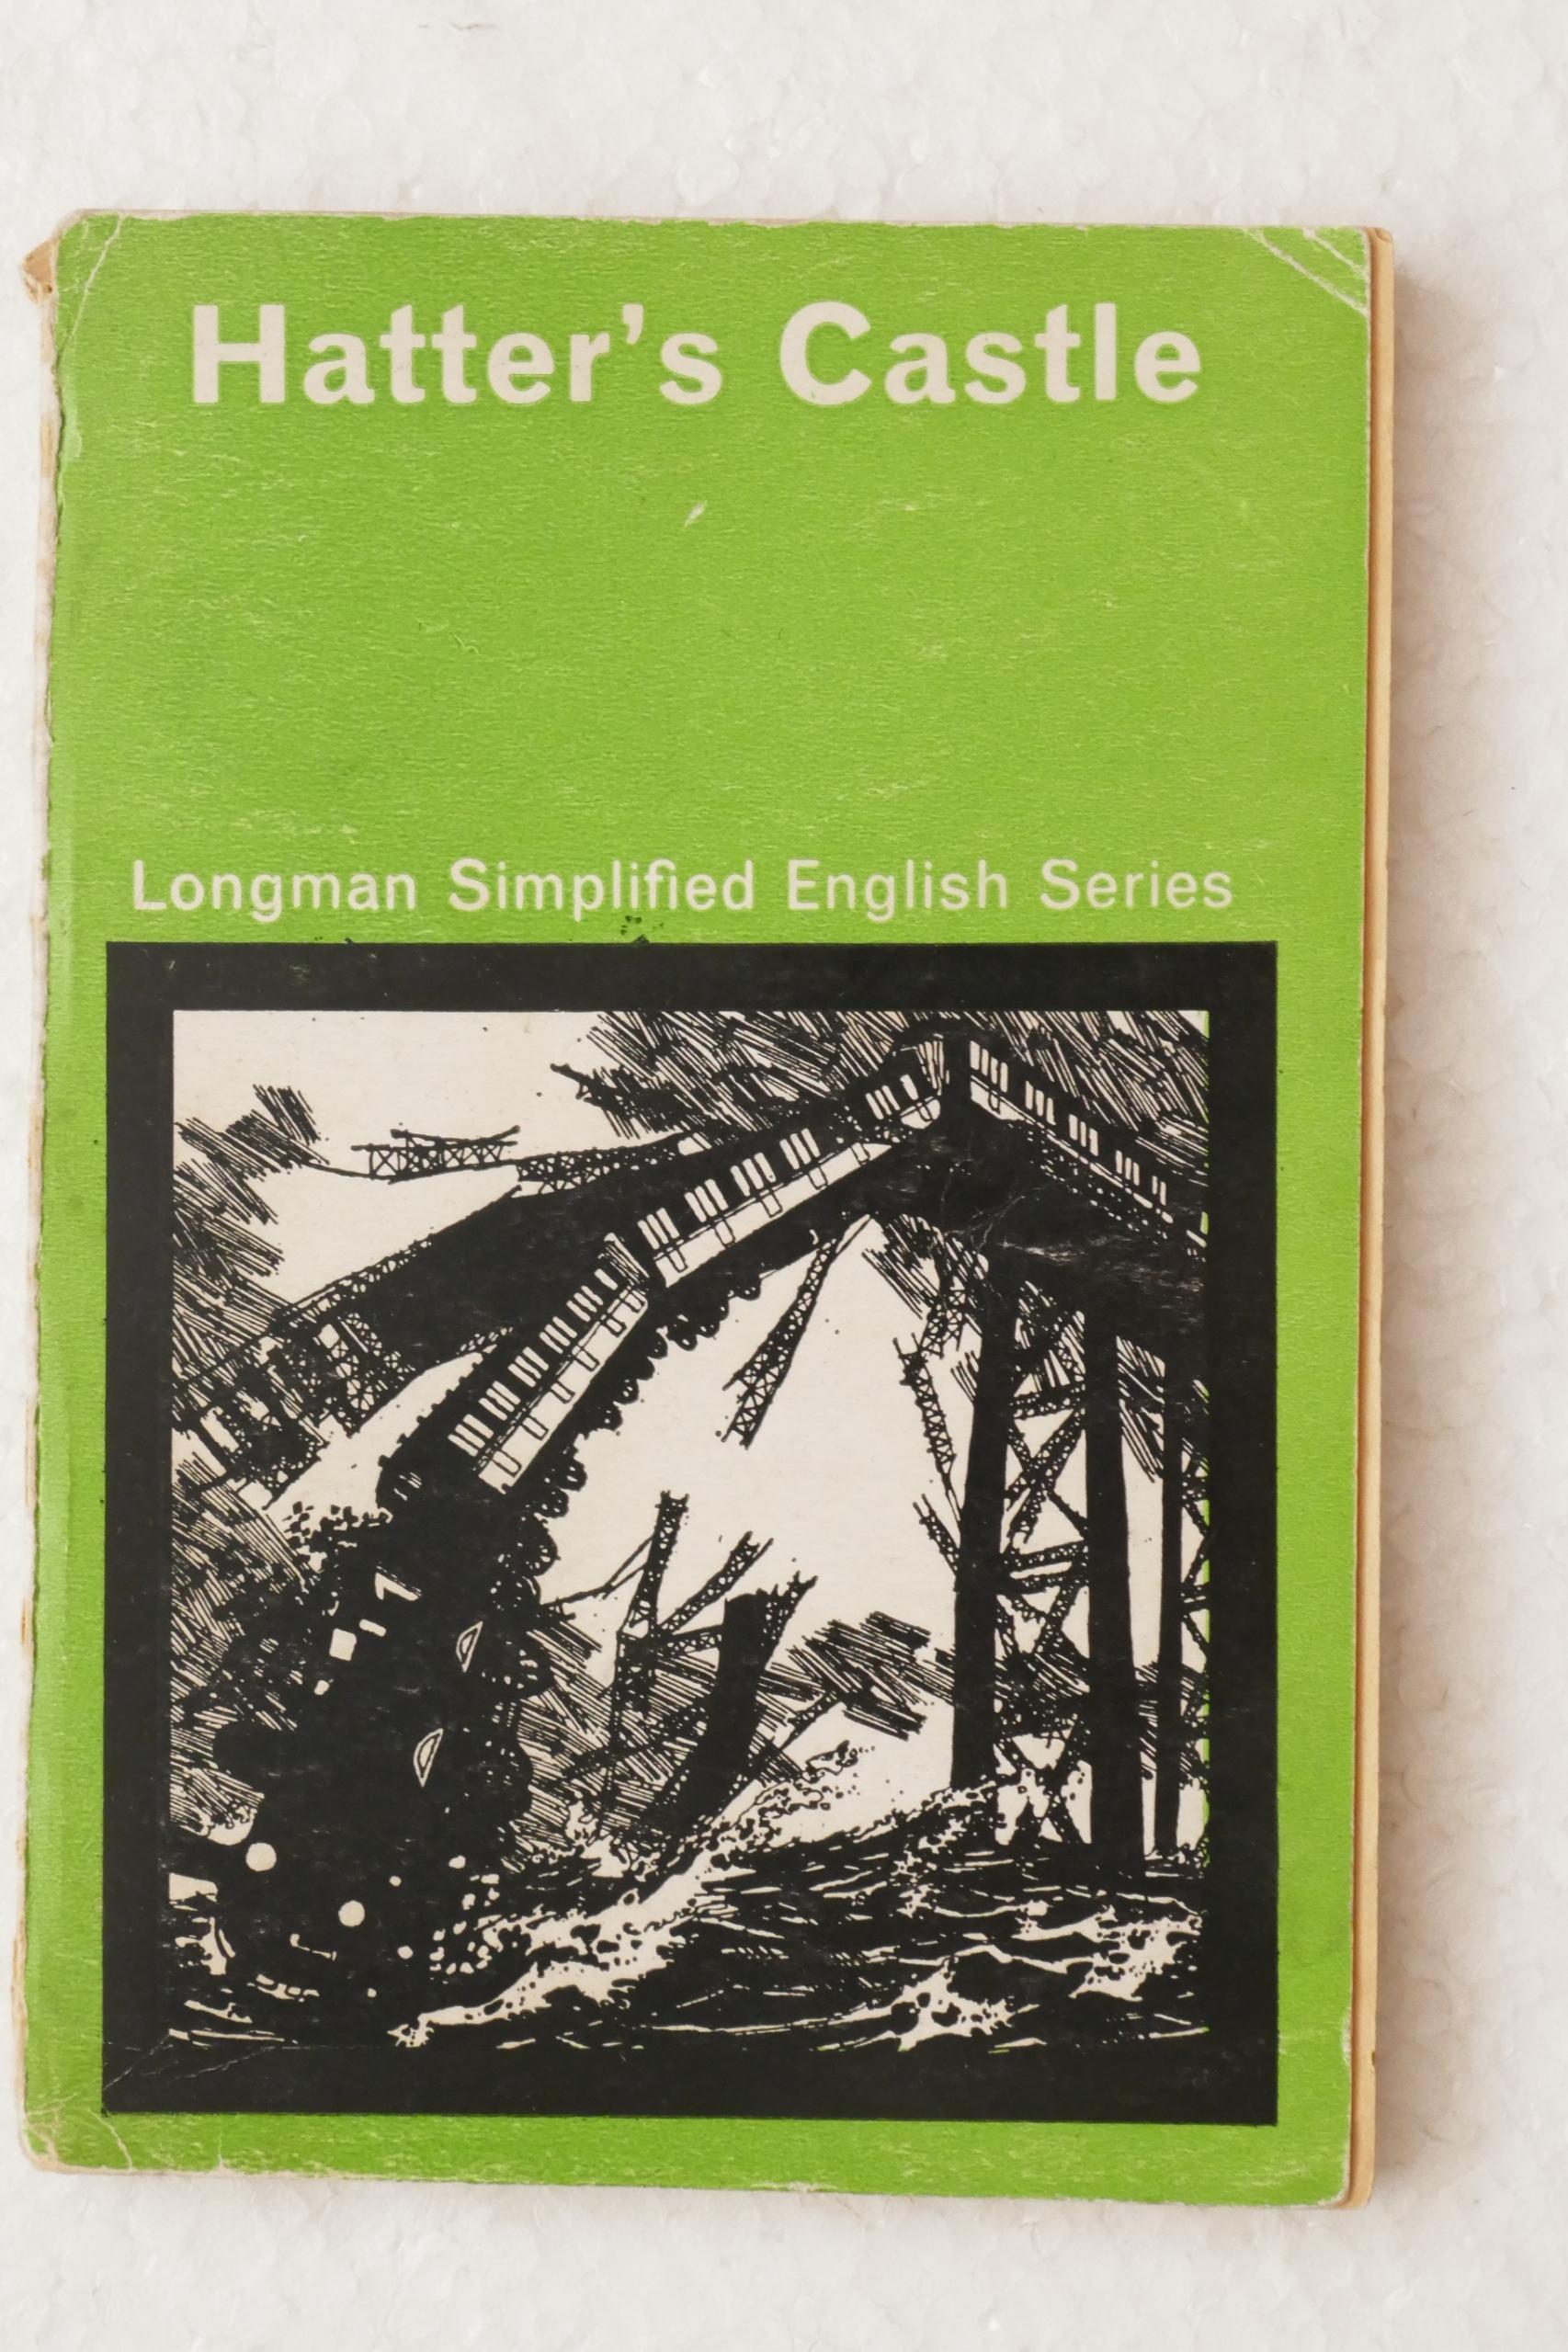 Hatter's Castle
Longman Simplified English Series